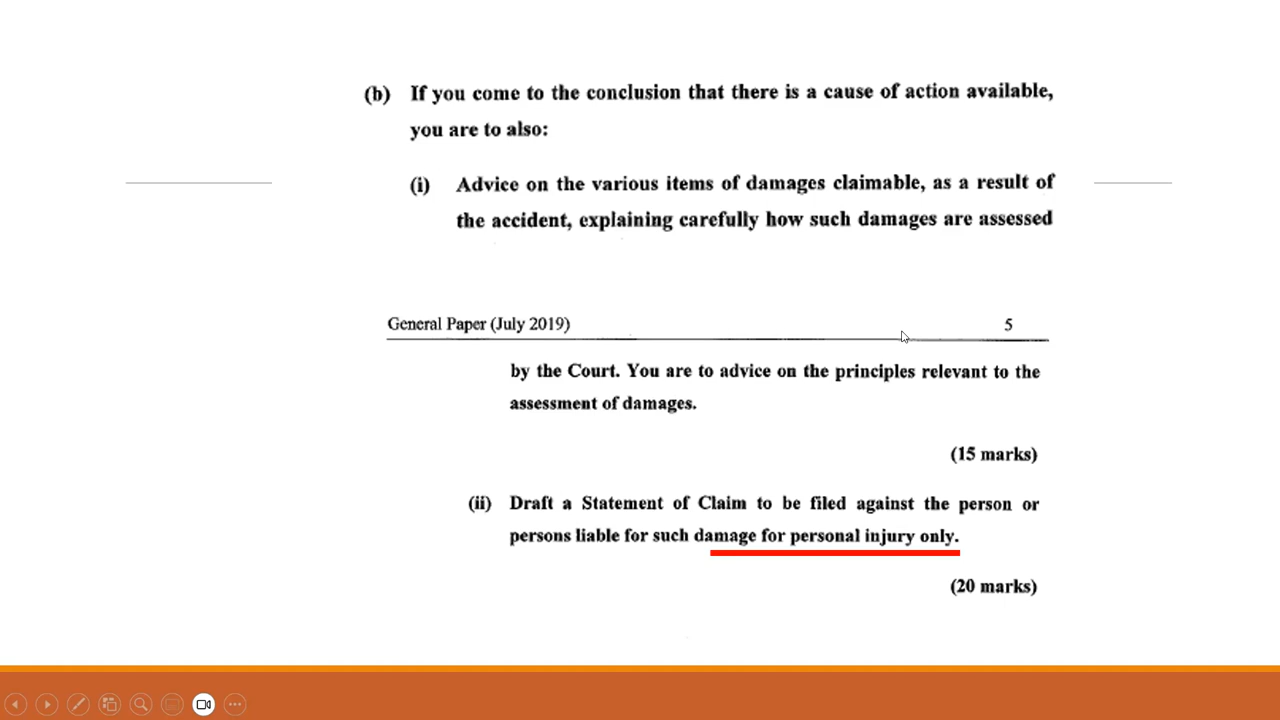 (b) If you come to the conclusion that there is a cause of action available,
you are to also:
(i) Advice on the various items of damages claimable, as a result of
the accident, explaining carefully how such damages are assessed
General Paper (July 2019) 5
by the Court. You are to advice on the principles relevant to the
assessment of damages.
(15 marks)
(ii) Draft a Statement of Claim to be filed against the person or
persons liable for such damage for personal injury only.
(20 marks)